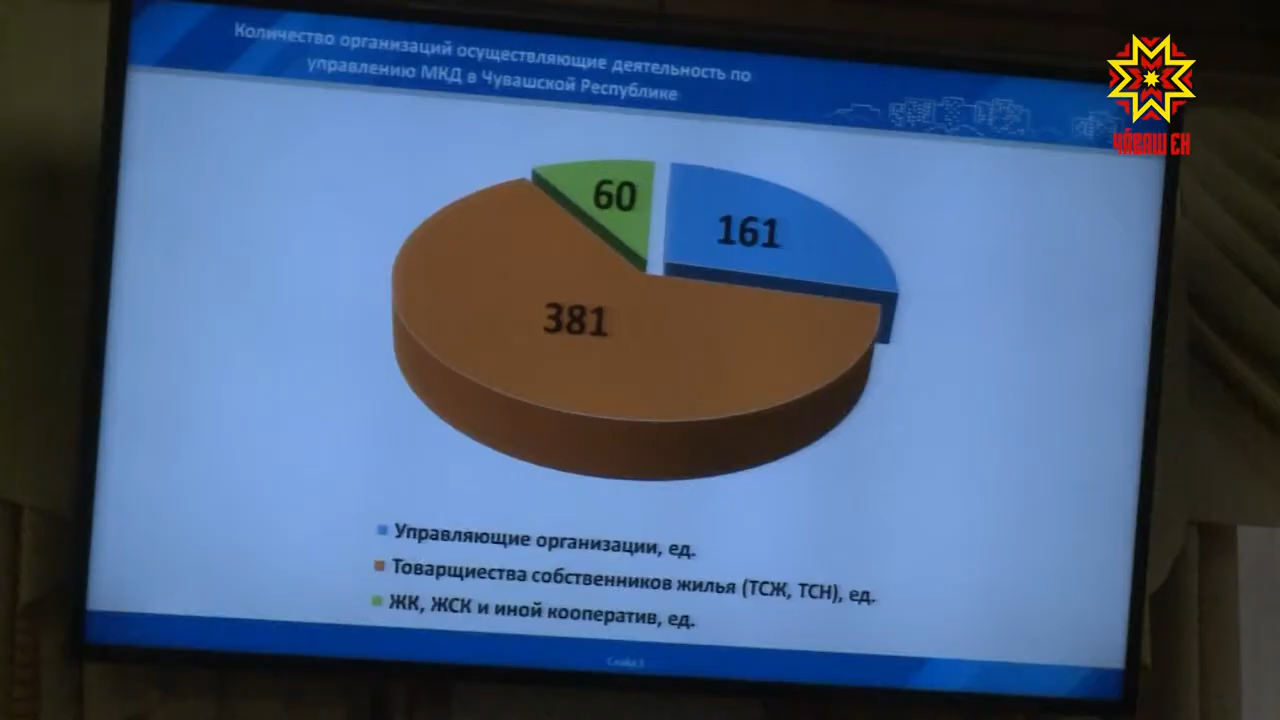 Количество организаций осуществляющие деятельность по
управлению МКД в Чувашской Республике
ЧӐВАШ ЕН
60
161
381
Управляющие организации, ед.
Товарщиества собственников жилья (ТСЖ, ТСН), ед.
ЖК, ЖСК и иной кооператив, ед.